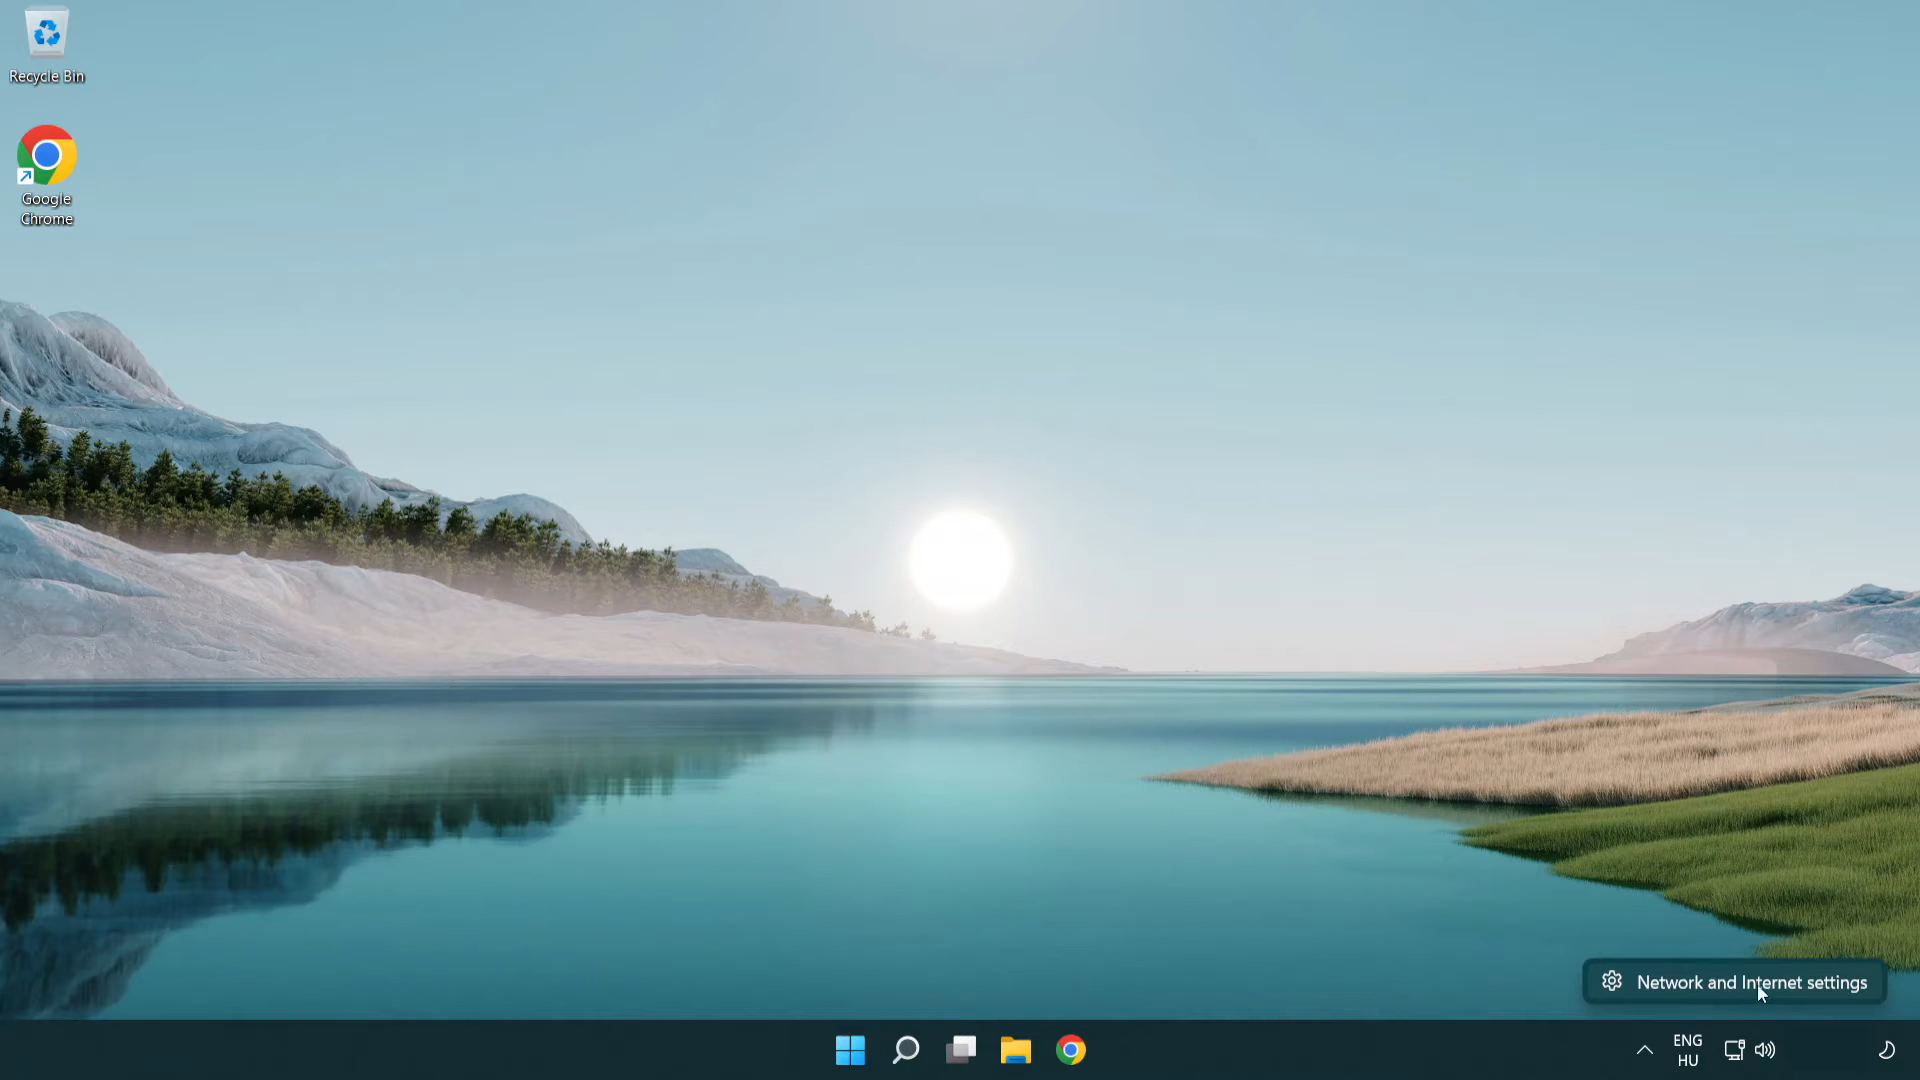 Recycle Bin
Google
Chrome
Network and Internet settings
ENG
HU